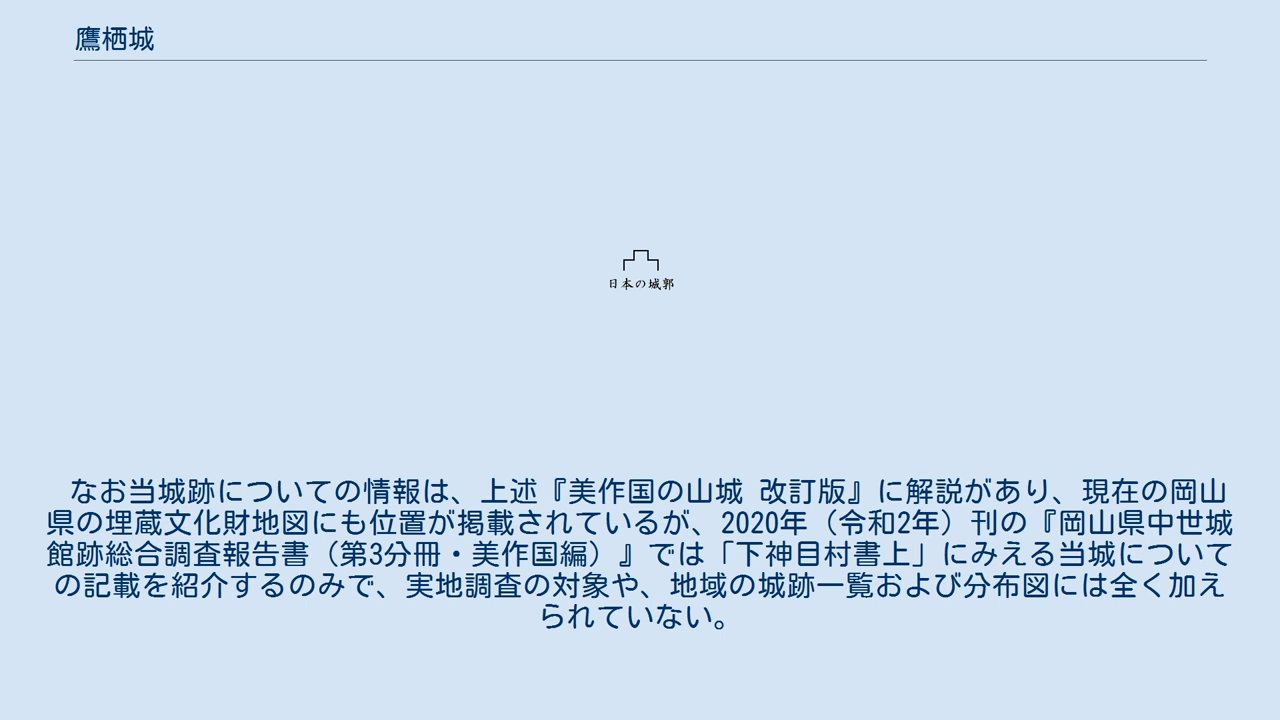 鷹栖城
日本の城郭
なお当城跡についての情報は、上述『美作国の山城 改訂版』に解説があり、現在の岡山
県の埋蔵文化財地図にも位置が掲載されているが、2020年（令和2年）刊の『岡山県中世城
館跡総合調査報告書（第3分冊・美作国編）』では「下神目村書上」にみえる当城について
の記載を紹介するのみで、実地調査の対象や、地域の城跡一覧および分布図には全く加え
られていない。